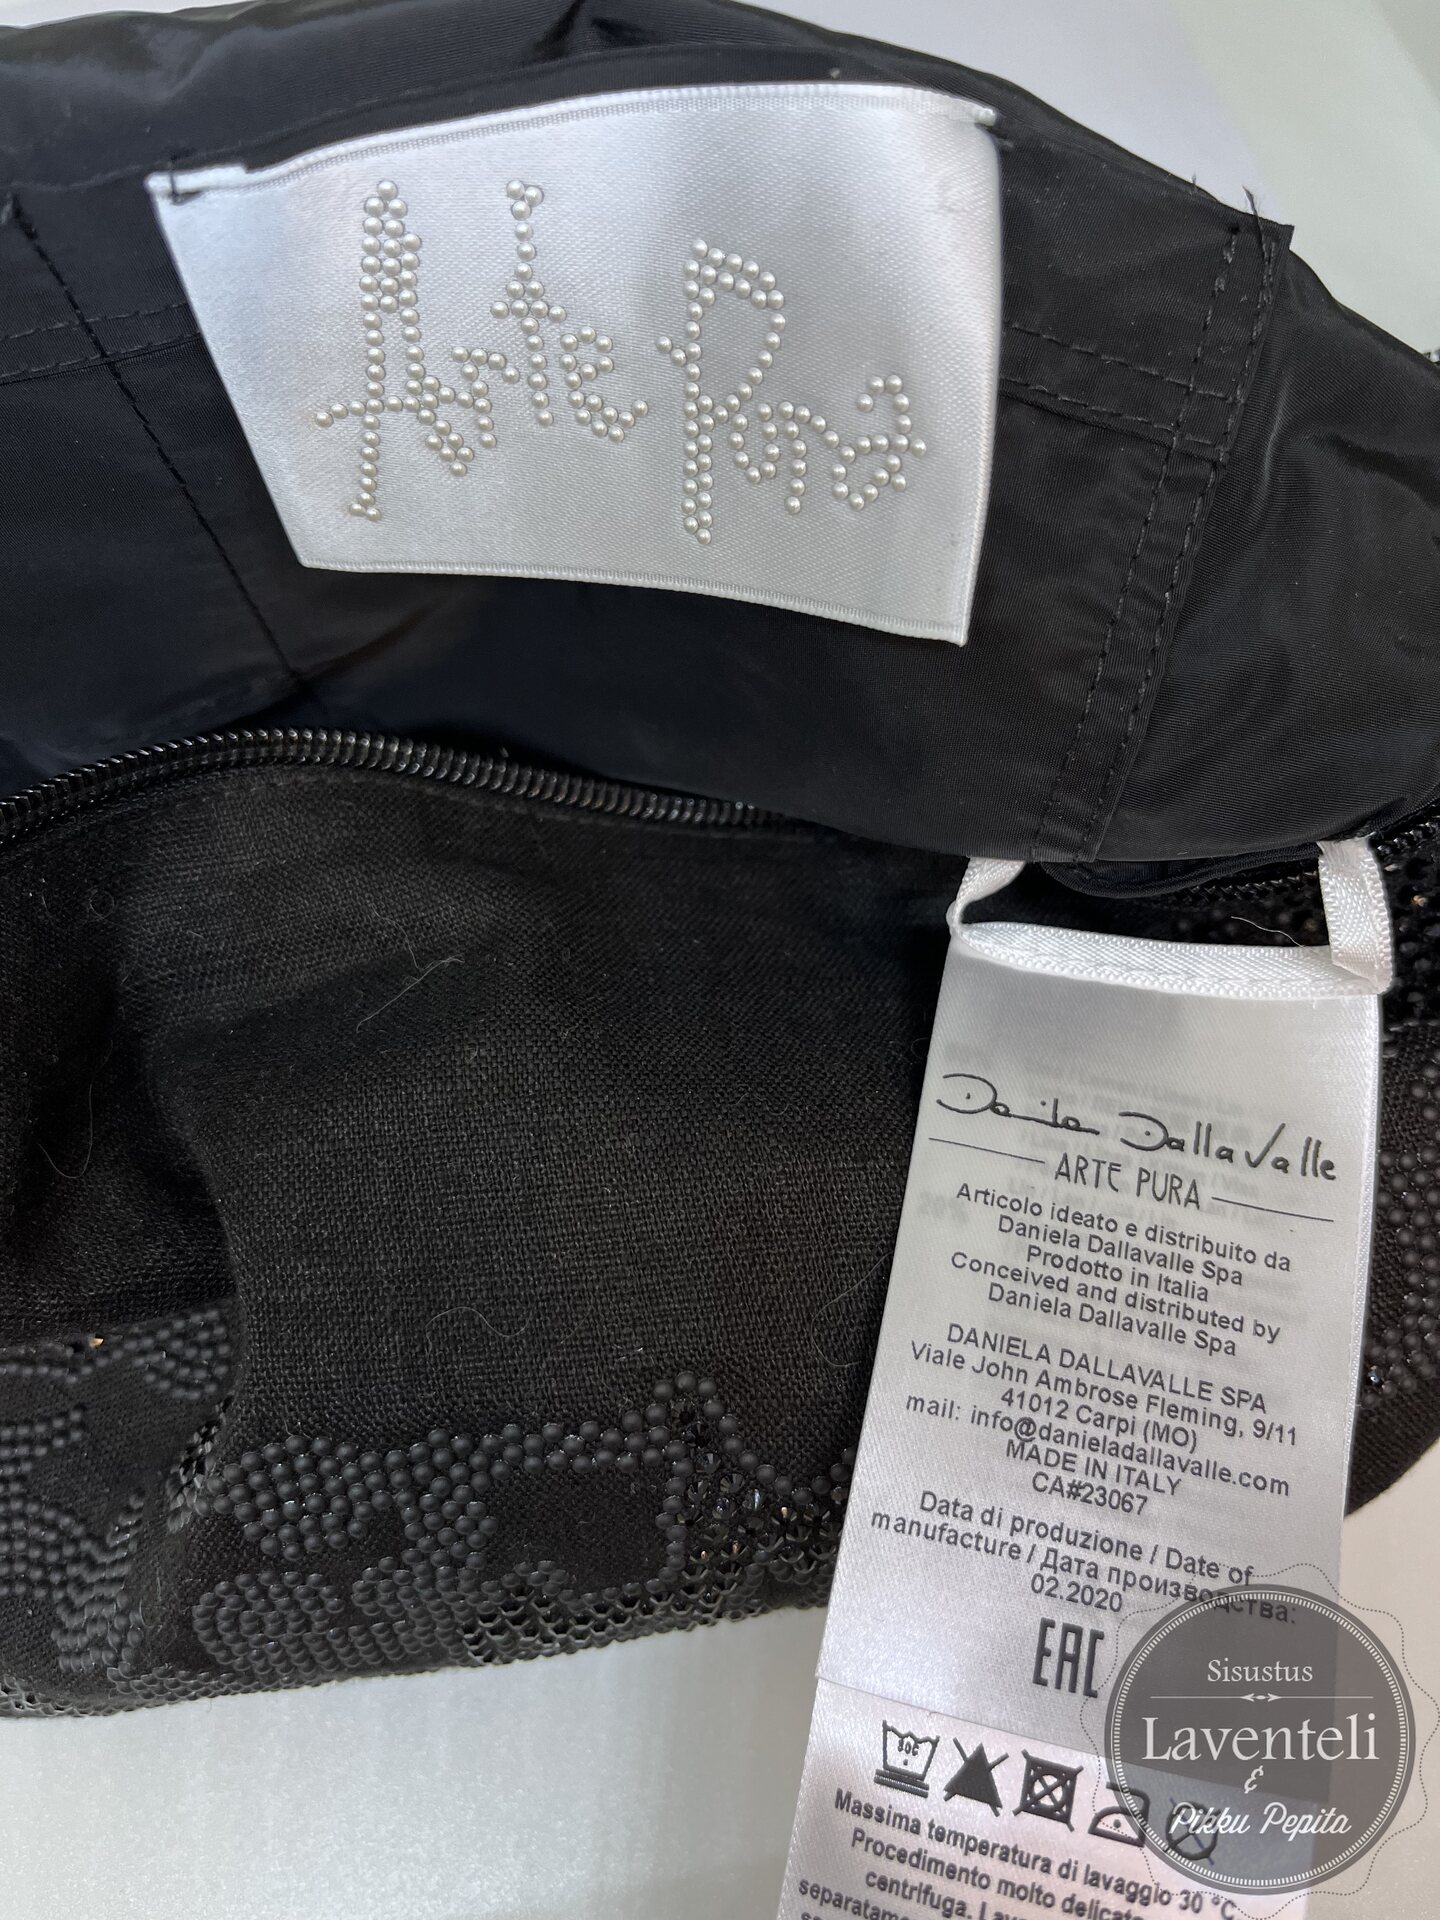 Arte Pura
Daniela DallaValle
ARTE PURA
Articolo ideato e distribuito da
Daniela Dallavalle Spa
Prodotto in Italia
Conceived and distributed by
Daniela Dallavalle Spa
DANIELA DALLAVALLE SPA
Viale John Ambrose Fleming, 9/11
41012 Carpi (MO)
mail: info@danieladallavalle.com
MADE IN ITALY
CA#23067
Data di produzione / Date of
manufacture / Дата производства:
02.2020
EAC
30C
Massima temperatura di lavaggio 30 °C
Procedimento molto delicato
centrifuga.
Sisustus
Laventeli
&
Pikku Pepita